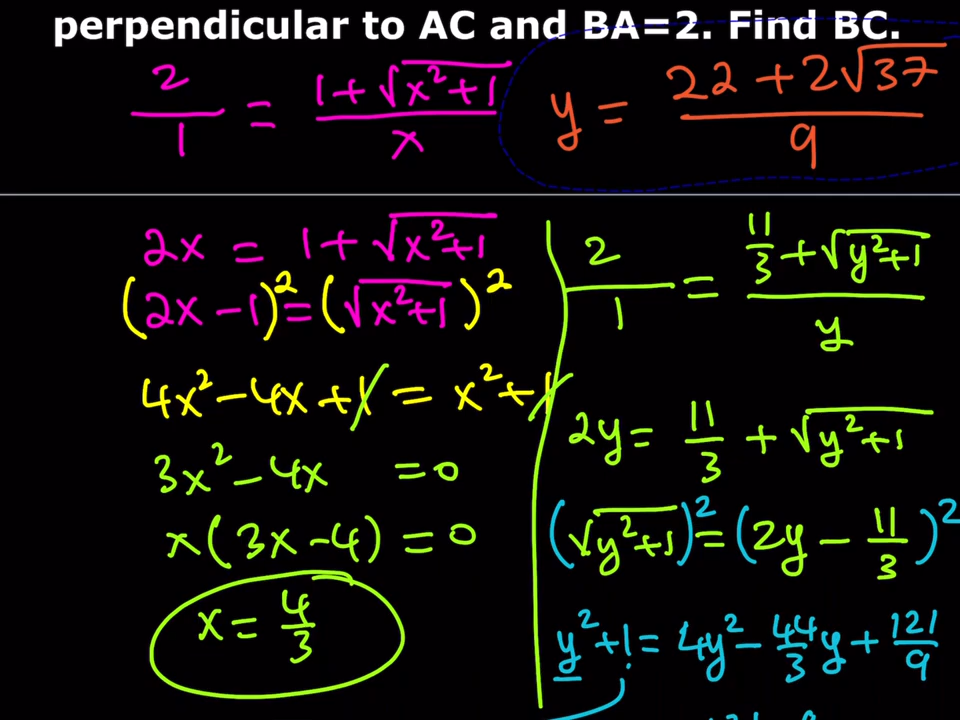 perpendicular to AC and BA=2. Find BC.
2/1 = (1+√(x²+1))/x
y = (22+2√37)/9
2x = 1+√(x²+1)
(2x-1)² = (√(x²+1))²
4x²-4x+1 = x²+1
3x²-4x =0
x(3x-4)=0
x= 4/3
2/1 = (11/3+√(y²+1))/y
2y= 11/3 + √(y²+1)
(√(y²+1))² = (2y - 11/3)²
y²+1 = 4y² - 44/3 y + 121/9